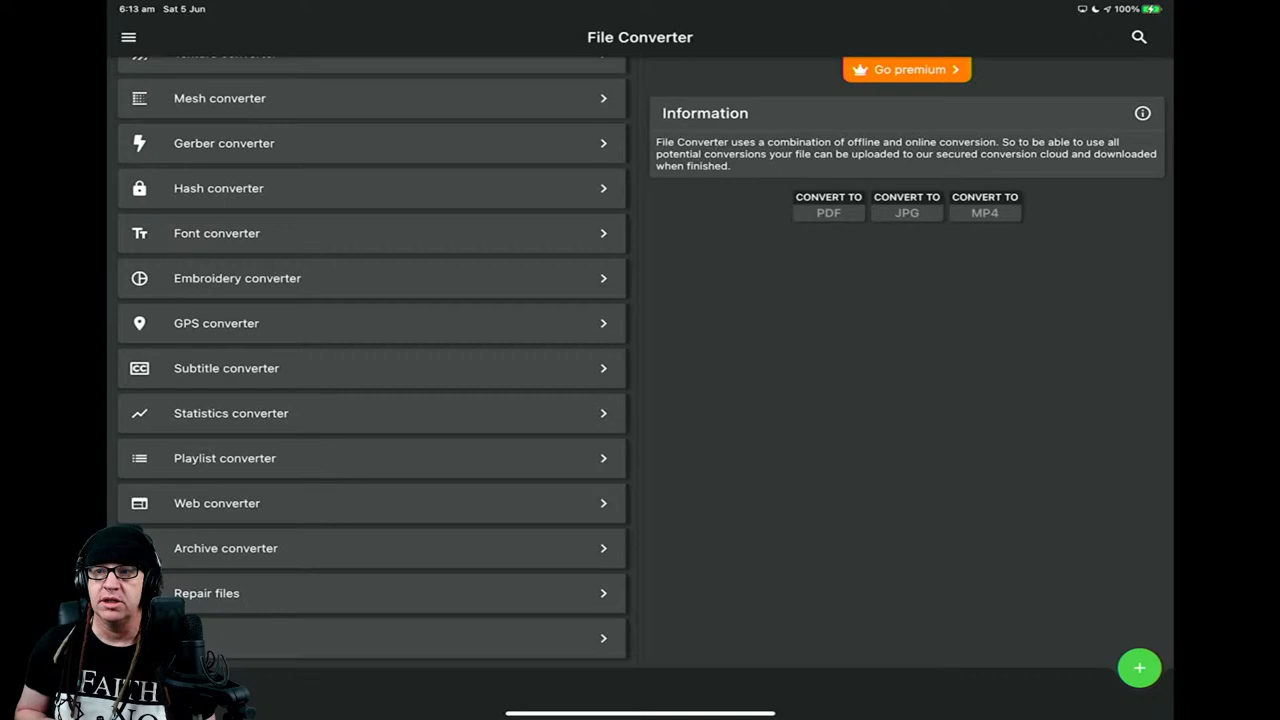 6:13 am Sat 5 Jun
100%
File Converter
Mesh converter
Gerber converter
Hash converter
Tt Font converter
Embroidery converter
GPS converter
CC Subtitle converter
Statistics converter
Playlist converter
Web converter
Archive converter
Repair files
Go premium
Information
File Converter uses a combination of offline and online conversion. So to be able to use all
potential conversions your file can be uploaded to our secured conversion cloud and downloaded
when finished.
CONVERT TO CONVERT TO CONVERT TO
PDF JPG MP4
+
FAITH
NO